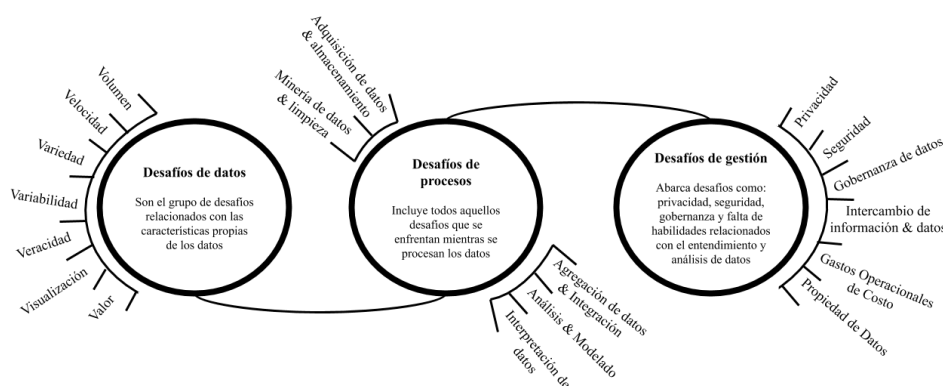 Desafíos de datos
Son el grupo de desafíos
relacionados con las
características propias
de los datos
Volumen
Velocidad
Variedad
Variabilidad
Veracidad
Visualización
Valor
Desafíos de
procesos
Incluye todos aquellos
desafíos que se
enfrentan mientras se
procesan los datos
Adquisición de datos
& almacenamiento
Minería de datos
& limpieza
Agregación de datos
& Integración
Análisis & Modelado
Interpretación de
datos
Desafíos de gestión
Abarca desafíos como:
privacidad, seguridad,
gobernanza y falta de
habilidades relacionados
con el entendimiento y
análisis de datos
Privacidad
Seguridad
Gobernanza de datos
Intercambio de
información & datos
Gastos Operacionales
de Costo
Propiedad de Datos